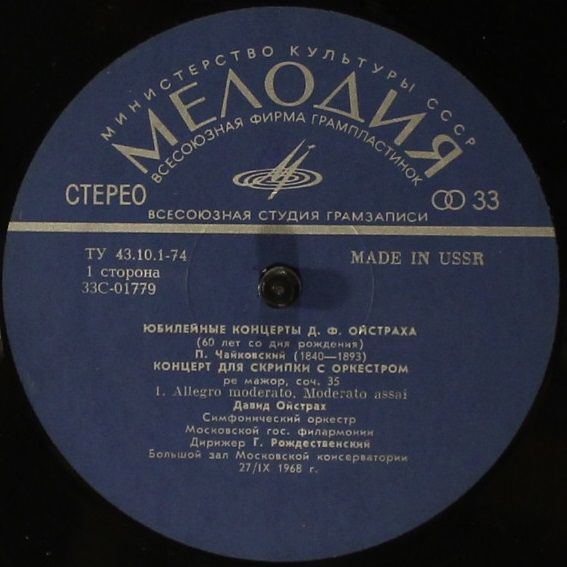 МИНИСТЕРСТВО КУЛЬТУРЫ СССР
МЕЛОДИЯ
ВСЕСОЮЗНАЯ ФИРМА ГРАМПЛАСТИНОК
СТЕРЕО
33
ВСЕСОЮЗНАЯ СТУДИЯ ГРАМЗАПИСИ
ТУ 43.10.1-74
MADE IN USSR
1 сторона
33С-01779
ЮБИЛЕЙНЫЕ КОНЦЕРТЫ Д. Ф. ОЙСТРАХА
(60 лет со дня рождения)
П. Чайковский (1840—1893)
КОНЦЕРТ ДЛЯ СКРИПКИ С ОРКЕСТРОМ
ре мажор, соч. 35
1. Allegro moderato, Moderato assai
Давид Ойстрах
Симфонический оркестр
Московской гос. филармонии
Дирижер Г. Рождественский
Большой зал Московской консерватории
27/IX 1968 г.